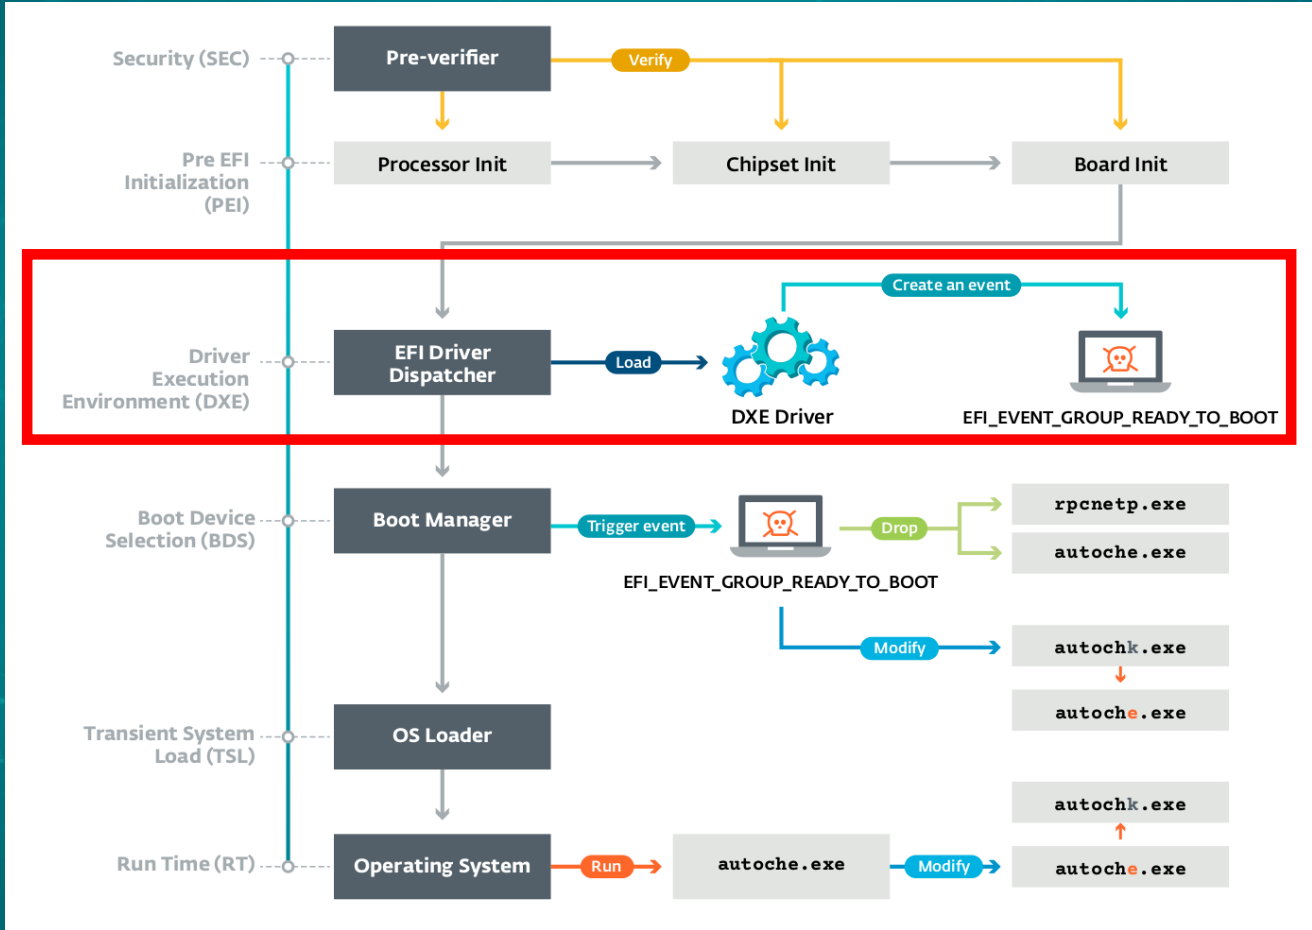 Security (SEC)
Pre-verifier
Verify
Pre EFI
Initialization
(PEI)
Processor Init
Chipset Init
Board Init
Driver
Execution
Environment (DXE)
EFI Driver
Dispatcher
Load
DXE Driver
Create an event
EFI_EVENT_GROUP_READY_TO_BOOT
Boot Device
Selection (BDS)
Boot Manager
Trigger event
EFI_EVENT_GROUP_READY_TO_BOOT
Drop
rpcnetp.exe
autoche.exe
Modify
autochk.exe
autoche.exe
Transient System
Load (TSL)
OS Loader
Run Time (RT)
Operating System
Run
autoche.exe
Modify
autochk.exe
autoche.exe